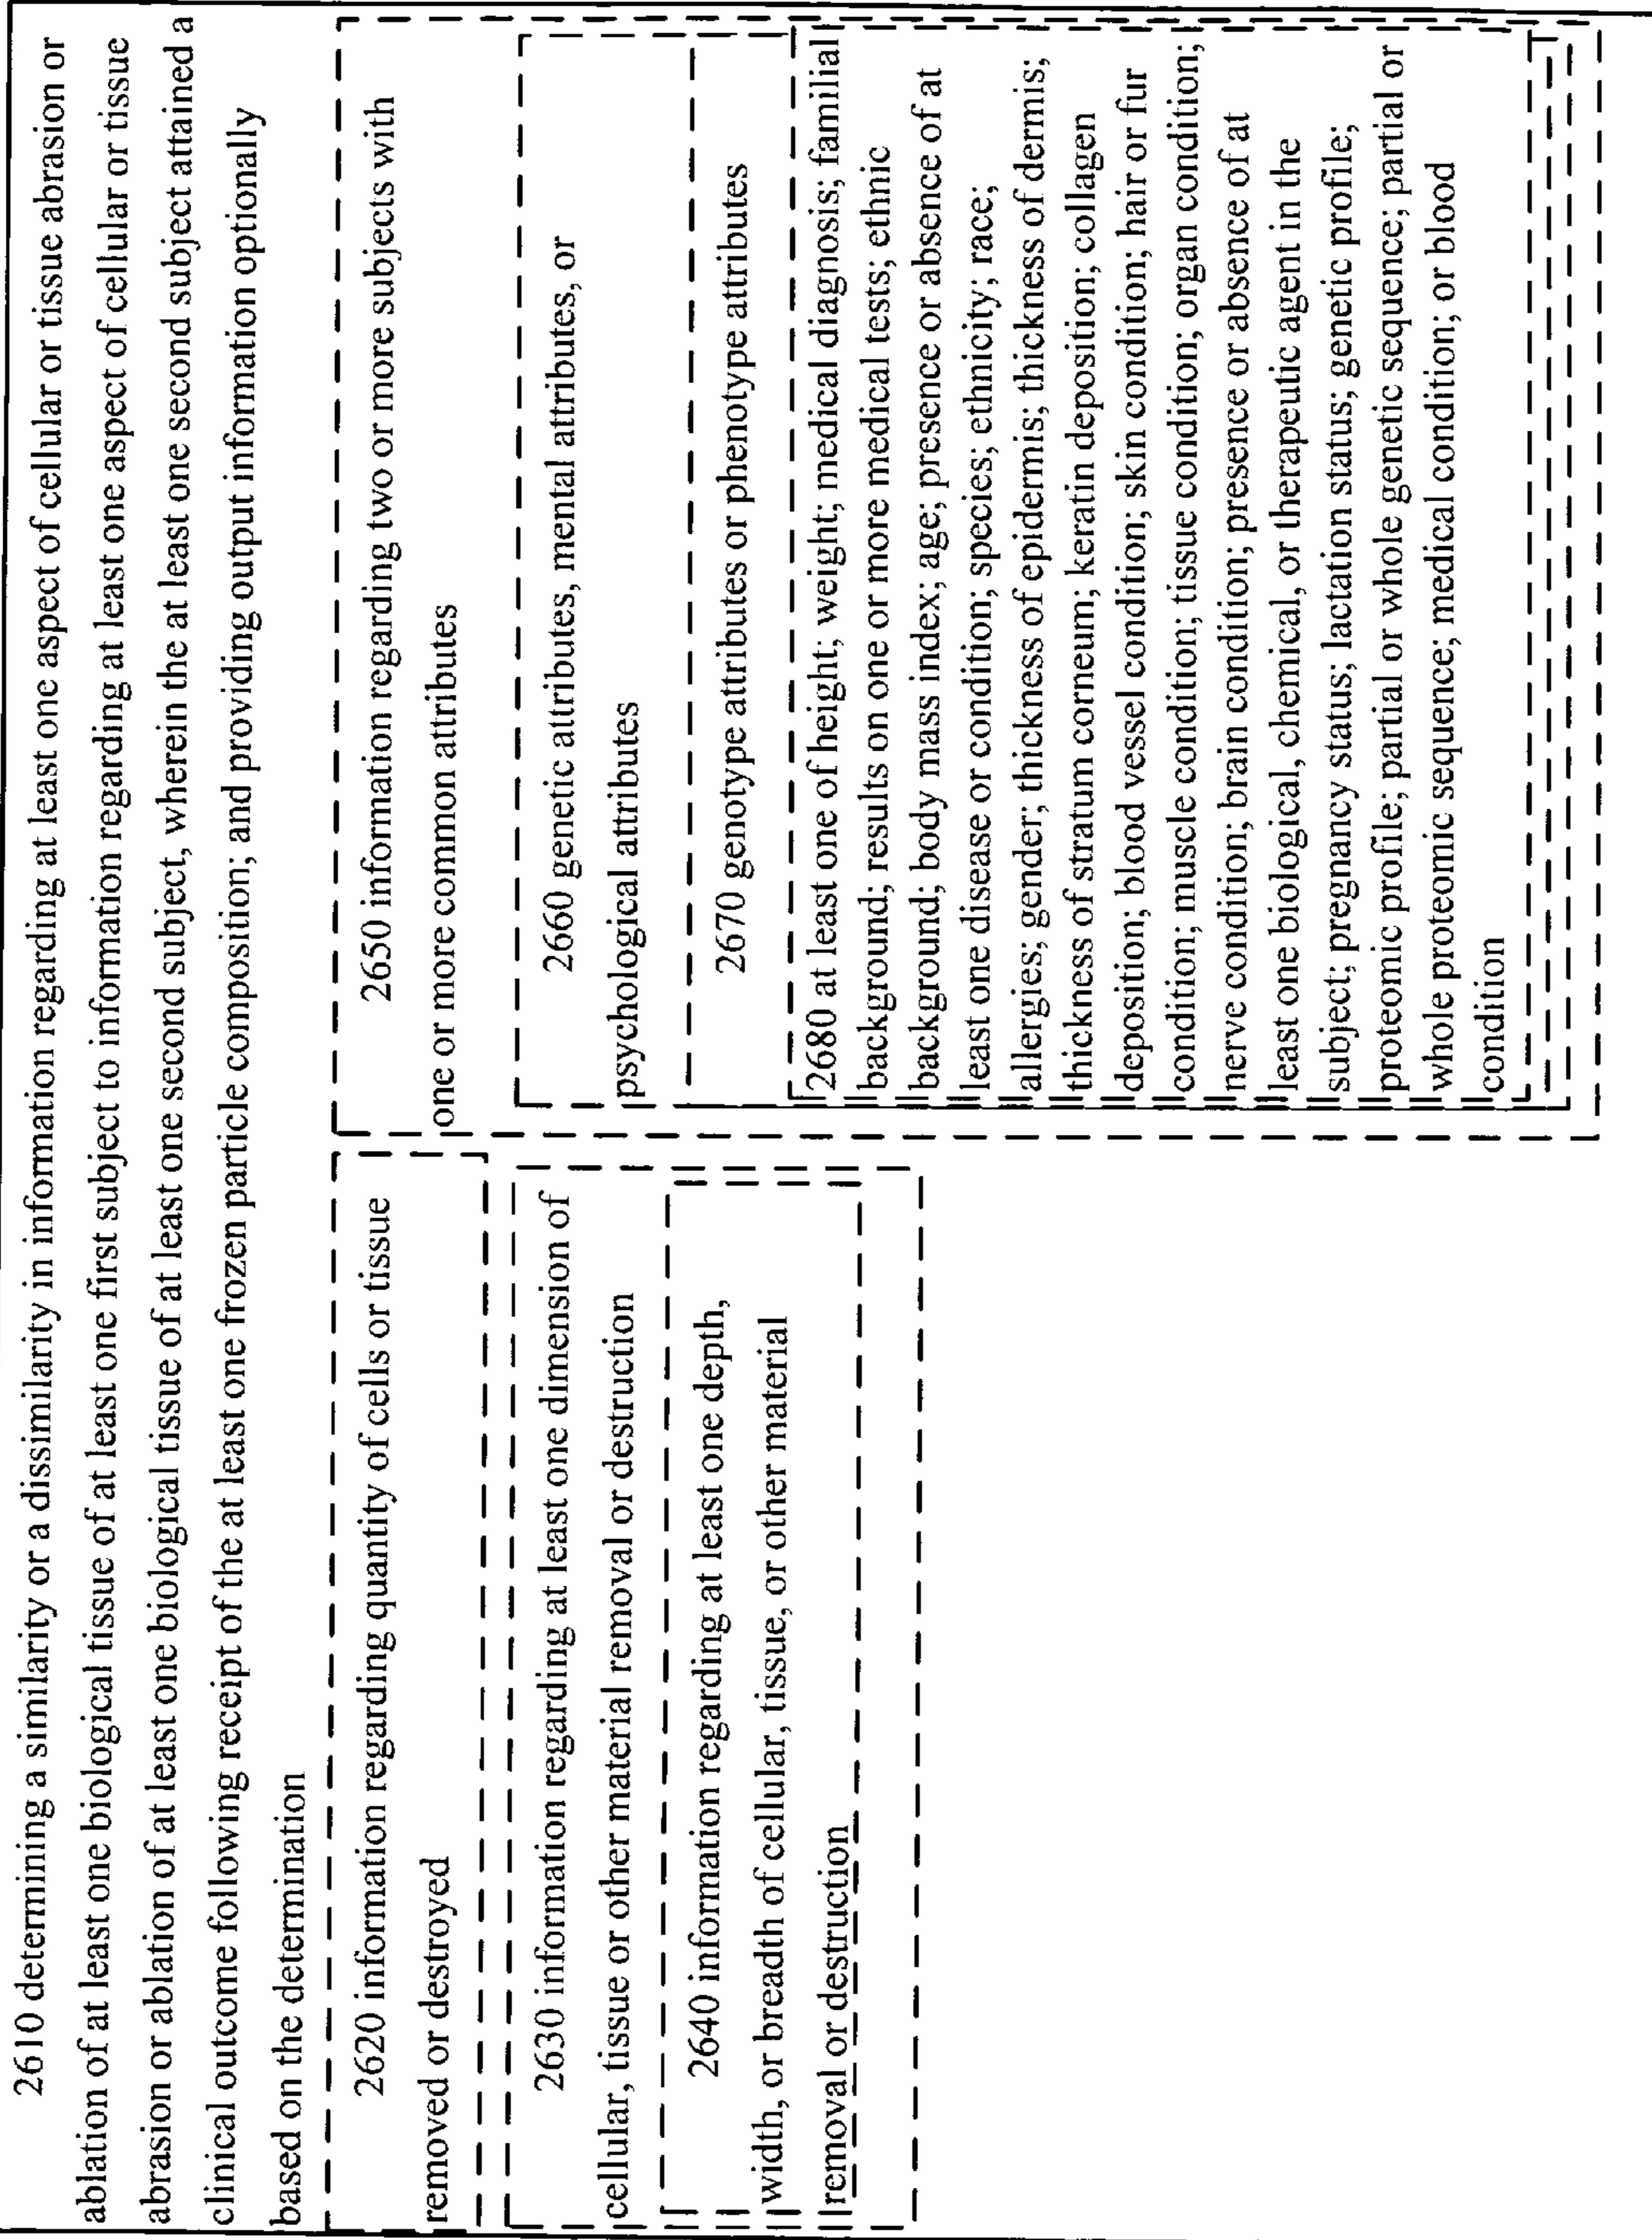 2610 determining a similarity or a dissimilarity in information regarding at least one aspect of cellular or tissue abrasion or
ablation of at least one biological tissue of at least one first subject to information regarding at least one aspect of cellular or tissue
abrasion or ablation of at least one biological tissue of at least one second subject, wherein the at least one second subject attained a
clinical outcome following receipt of the at least one frozen particle composition; and providing output information optionally
based on the determination
2620 information regarding quantity of cells or tissue
removed or destroyed
2630 information regarding at least one dimension of
cellular, tissue or other material removal or destruction
2640 information regarding at least one depth,
width, or breadth of cellular, tissue, or other material
removal or destruction
2650 information regarding two or more subjects with
one or more common attributes
2660 genetic attributes, mental attributes, or
psychological attributes
2670 genotype attributes or phenotype attributes
2680 at least one of height; weight; medical diagnosis; familial
background; results on one or more medical tests; ethnic
background; body mass index; age; presence or absence of at
least one disease or condition; species; ethnicity; race;
allergies; gender; thickness of epidermis; thickness of dermis;
thickness of stratum corneum; keratin deposition; collagen
deposition; blood vessel condition; skin condition; hair or fur
condition; muscle condition; tissue condition; organ condition;
nerve condition; brain condition; presence or absence of at
least one biological, chemical, or therapeutic agent in the
subject; pregnancy status; lactation status; genetic profile;
proteomic profile; partial or whole genetic sequence; partial or
whole proteomic sequence; medical condition; or blood
condition